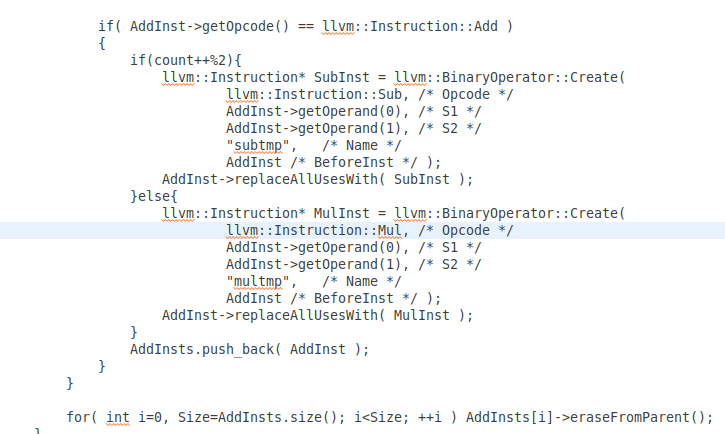 if( AddInst->getOpcode() == llvm::Instruction::Add )
{
if(count++%2){
llvm::Instruction* SubInst = llvm::BinaryOperator::Create(
llvm::Instruction::Sub, /* Opcode */
AddInst->getOperand(0), /* S1 */
AddInst->getOperand(1), /* S2 */
"subtmp",   /* Name */
AddInst /* BeforeInst */ );
AddInst->replaceAllUsesWith( SubInst );
}else{
llvm::Instruction* MulInst = llvm::BinaryOperator::Create(
llvm::Instruction::Mul, /* Opcode */
AddInst->getOperand(0), /* S1 */
AddInst->getOperand(1), /* S2 */
"multmp",   /* Name */
AddInst /* BeforeInst */ );
AddInst->replaceAllUsesWith( MulInst );
}
AddInsts.push_back( AddInst );
}
}
for( int i=0, Size=AddInsts.size(); i<Size; ++i ) AddInsts[i]->eraseFromParent();
}